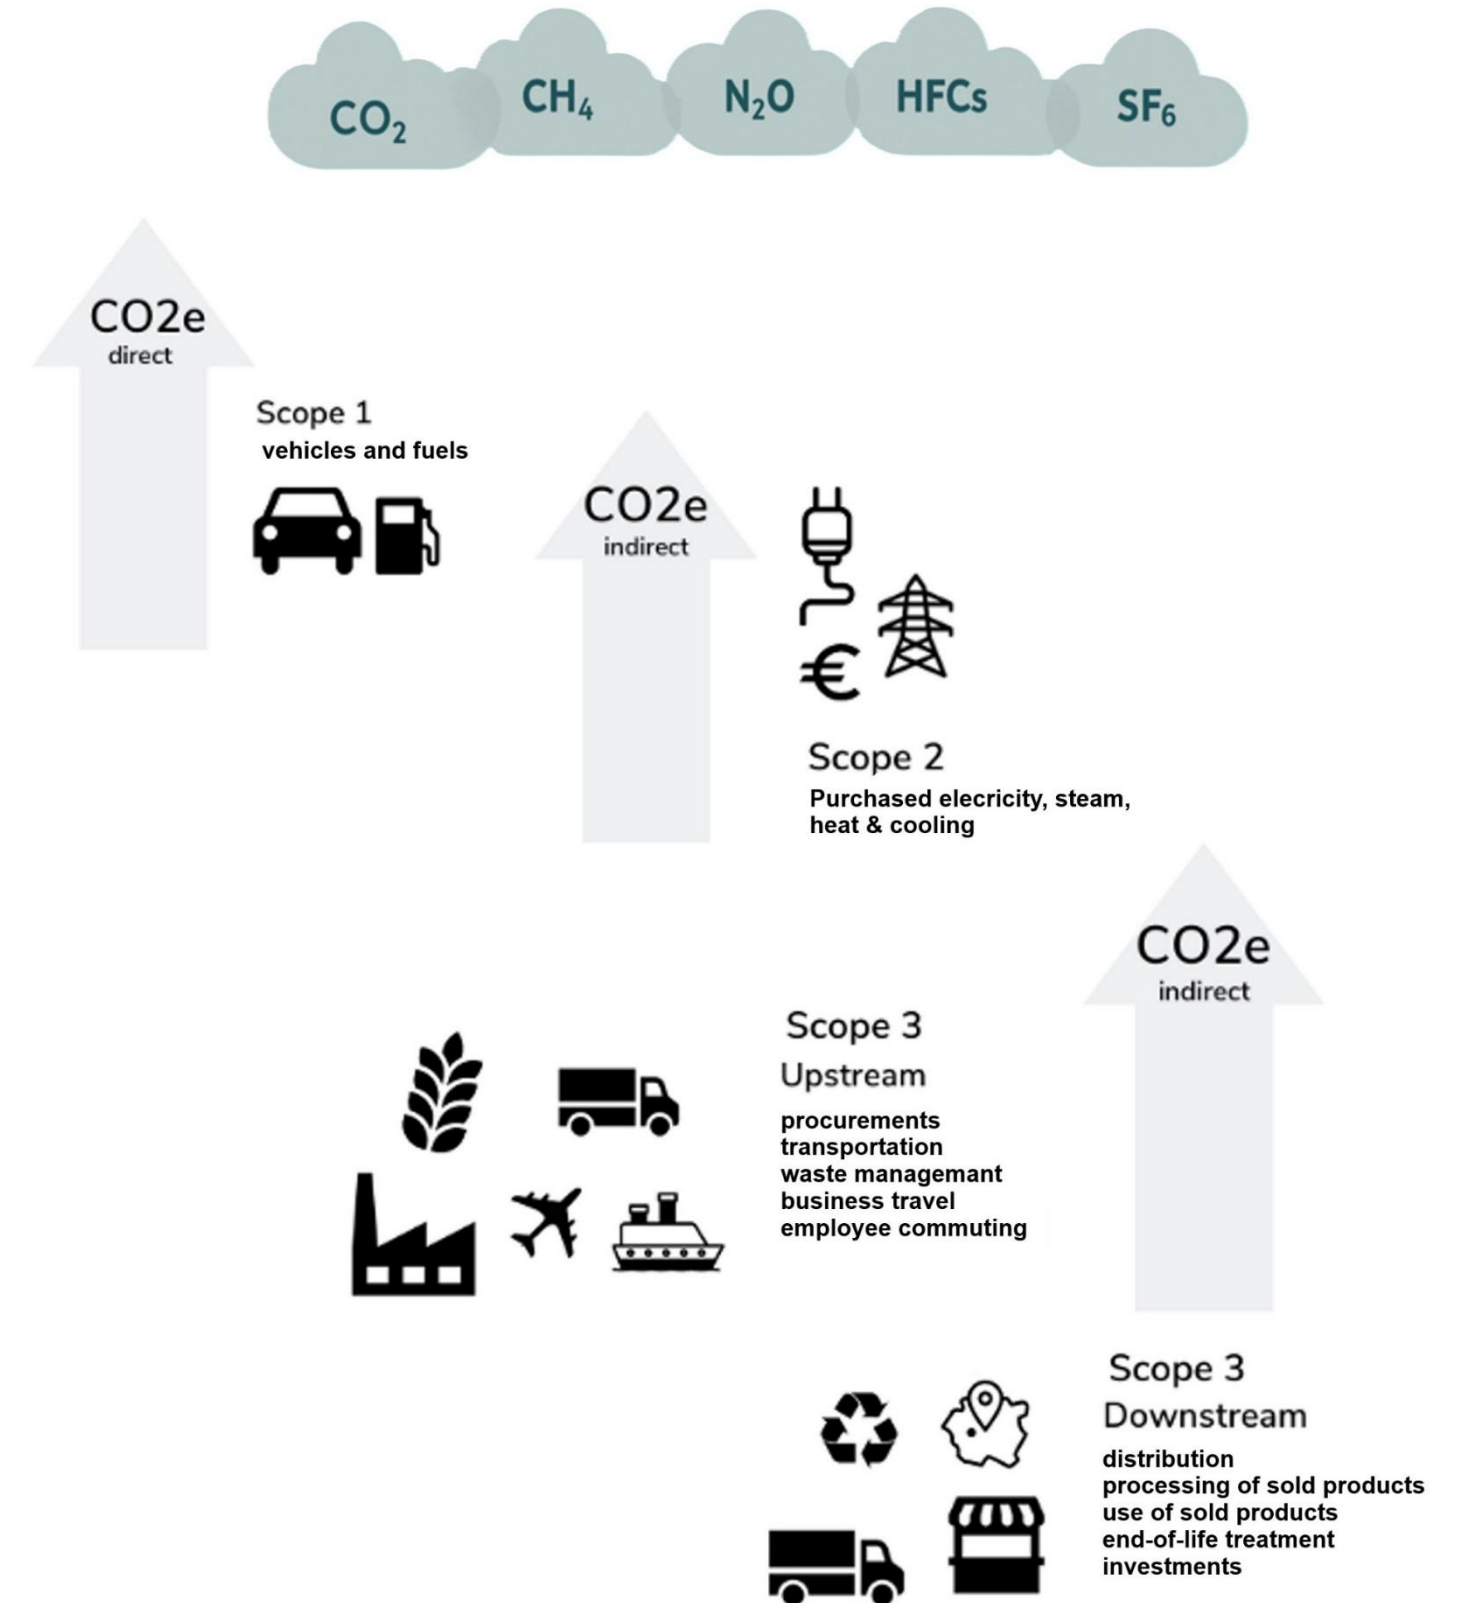 CO₂
CH₄
N₂O
HFCs
SF₆
CO2e
direct
Scope 1
vehicles and fuels
CO2e
indirect
€
Scope 2
Purchased elecricity, steam,
heat & cooling
CO2e
indirect
Scope 3
Upstream
procurements
transportation
waste managemant
business travel
employee commuting
Scope 3
Downstream
distribution
processing of sold products
use of sold products
end-of-life treatment
investments